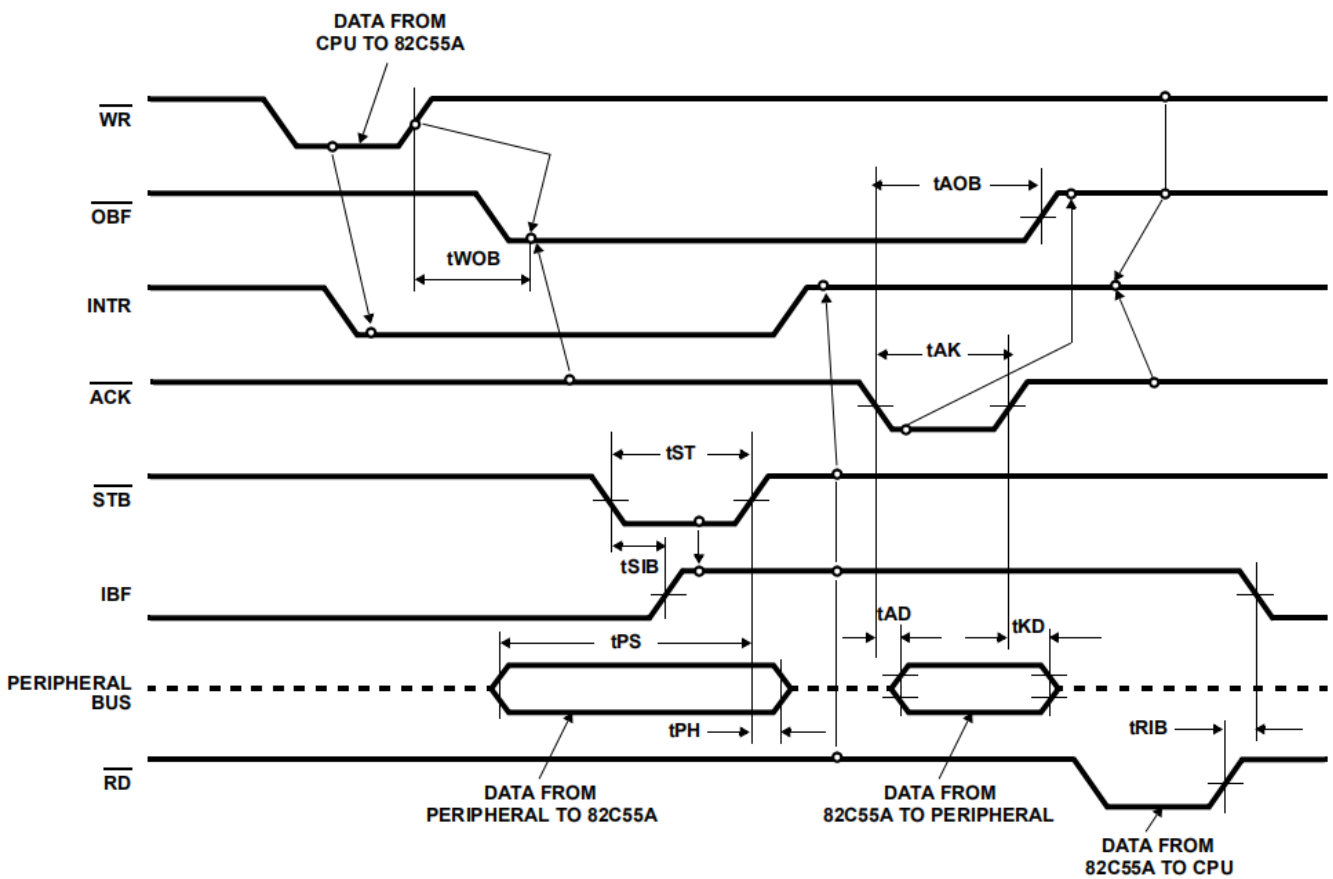 DATA FROM
CPU TO 82C55A
WR
tAOB
OBF
tWOB
INTR
tAK
ACK
tST
STB
tSIB
IBF
tAD
tKD
tPS
PERIPHERAL
BUS
tPH
tRIB
RD
DATA FROM
PERIPHERAL TO 82C55A
DATA FROM
82C55A TO PERIPHERAL
DATA FROM
82C55A TO CPU